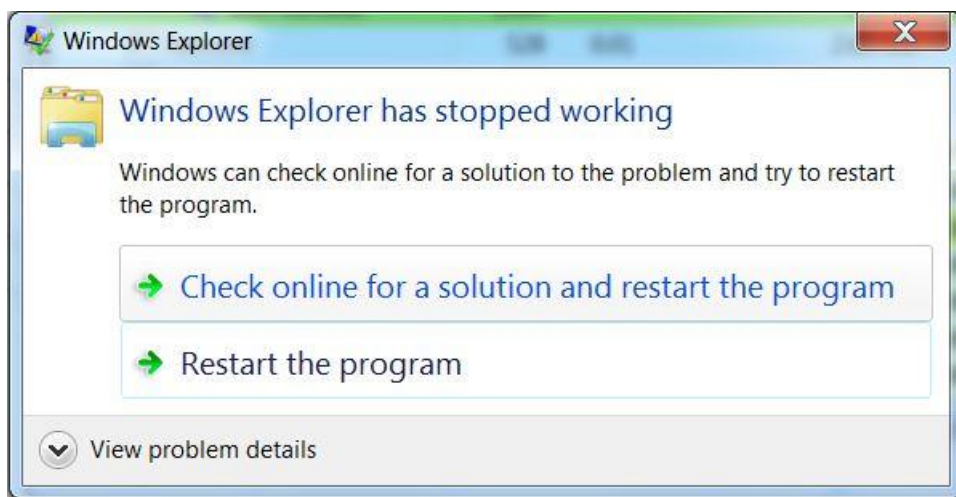 Windows Explorer
Windows Explorer has stopped working
Windows can check online for a solution to the problem and try to restart
the program.
Check online for a solution and restart the program
Restart the program
View problem details